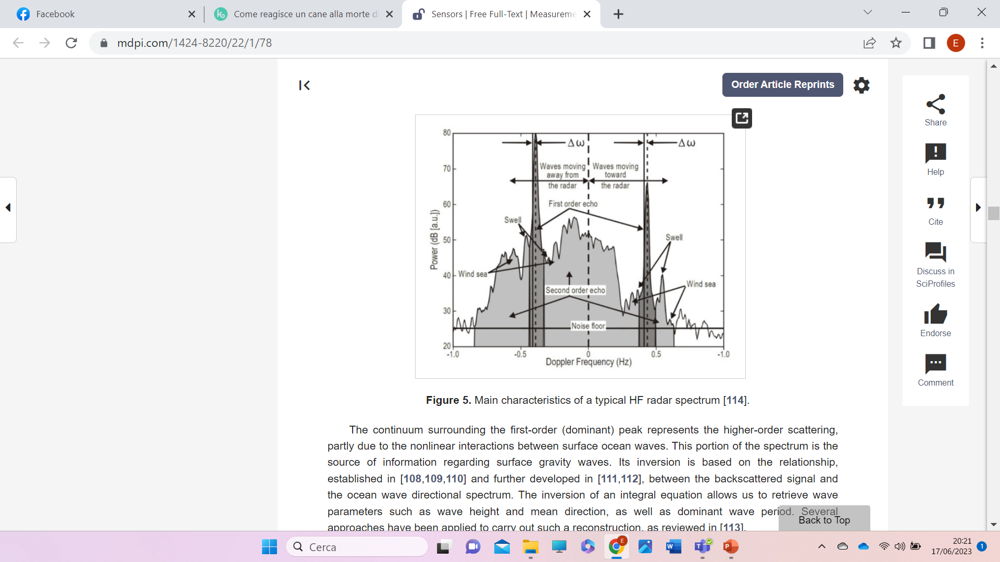 Facebook
Come reagisce un cane alla morte d
Sensors | Free Full-Text | Measureme
mdpi.com/1424-8220/22/1/78
E
Order Article Reprints
Share
Help
Cite
Discuss in
SciProfiles
Endorse
Comment
80
70
60
50
40
30
20
Power (dB [a.u.])
Δω
Δω
Waves moving
away from
the radar
Waves moving
toward
the radar
First order echo
Swell
Swell
Wind sea
Wind sea
Second order echo
Noise floor
-1.0
-0.5
0
0.5
-1.0
Doppler Frequency (Hz)
Figure 5. Main characteristics of a typical HF radar spectrum [114].
The continuum surrounding the first-order (dominant) peak represents the higher-order scattering,
partly due to the nonlinear interactions between surface ocean waves. This portion of the spectrum is the
source of information regarding surface gravity waves. Its inversion is based on the relationship,
established in [108,109,110] and further developed in [111,112], between the backscattered signal and
the ocean wave directional spectrum. The inversion of an integral equation allows us to retrieve wave
parameters such as wave height and mean direction, as well as dominant wave period. Several
approaches have been applied to carry out such a reconstruction, as reviewed in [113].
Back to Top
Cerca
20:21
17/06/2023
1